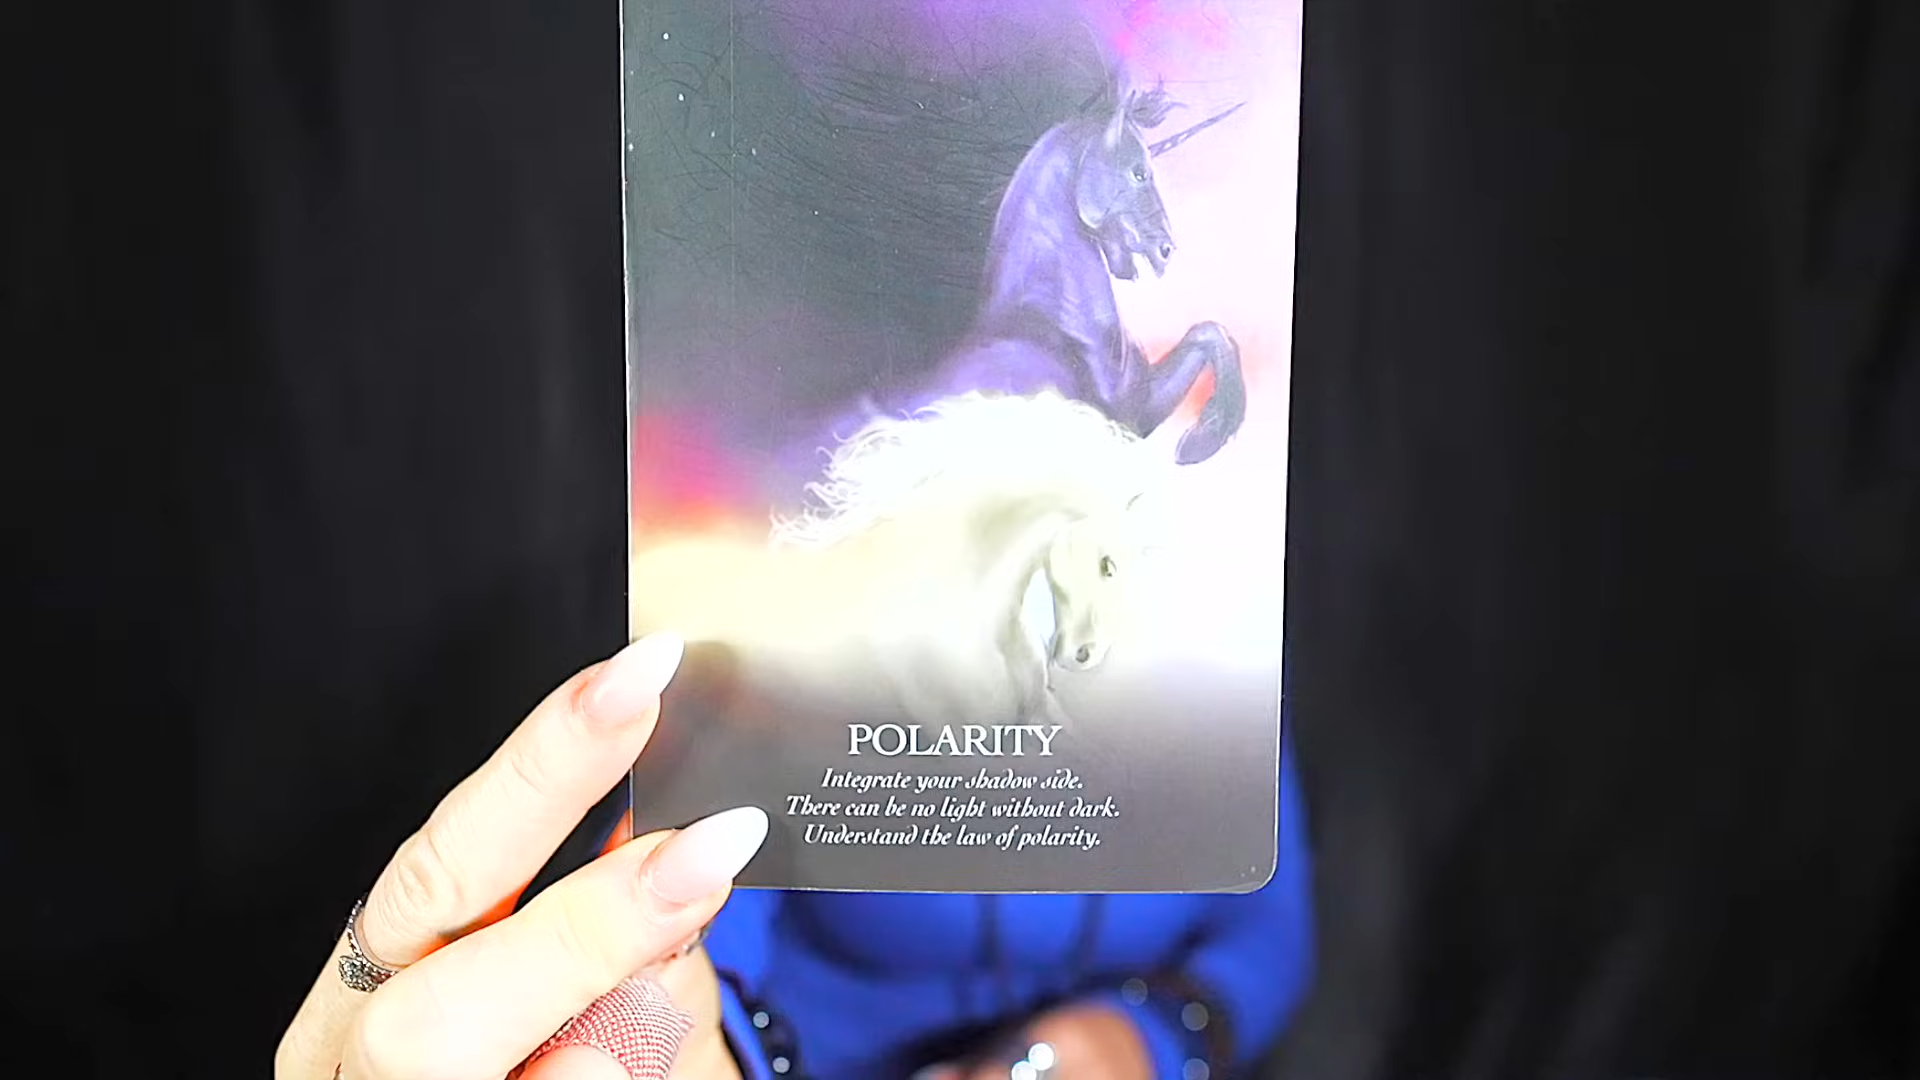 POLARITY
Integrate your shadow side.
There can be no light without dark.
Understand the law of polarity.